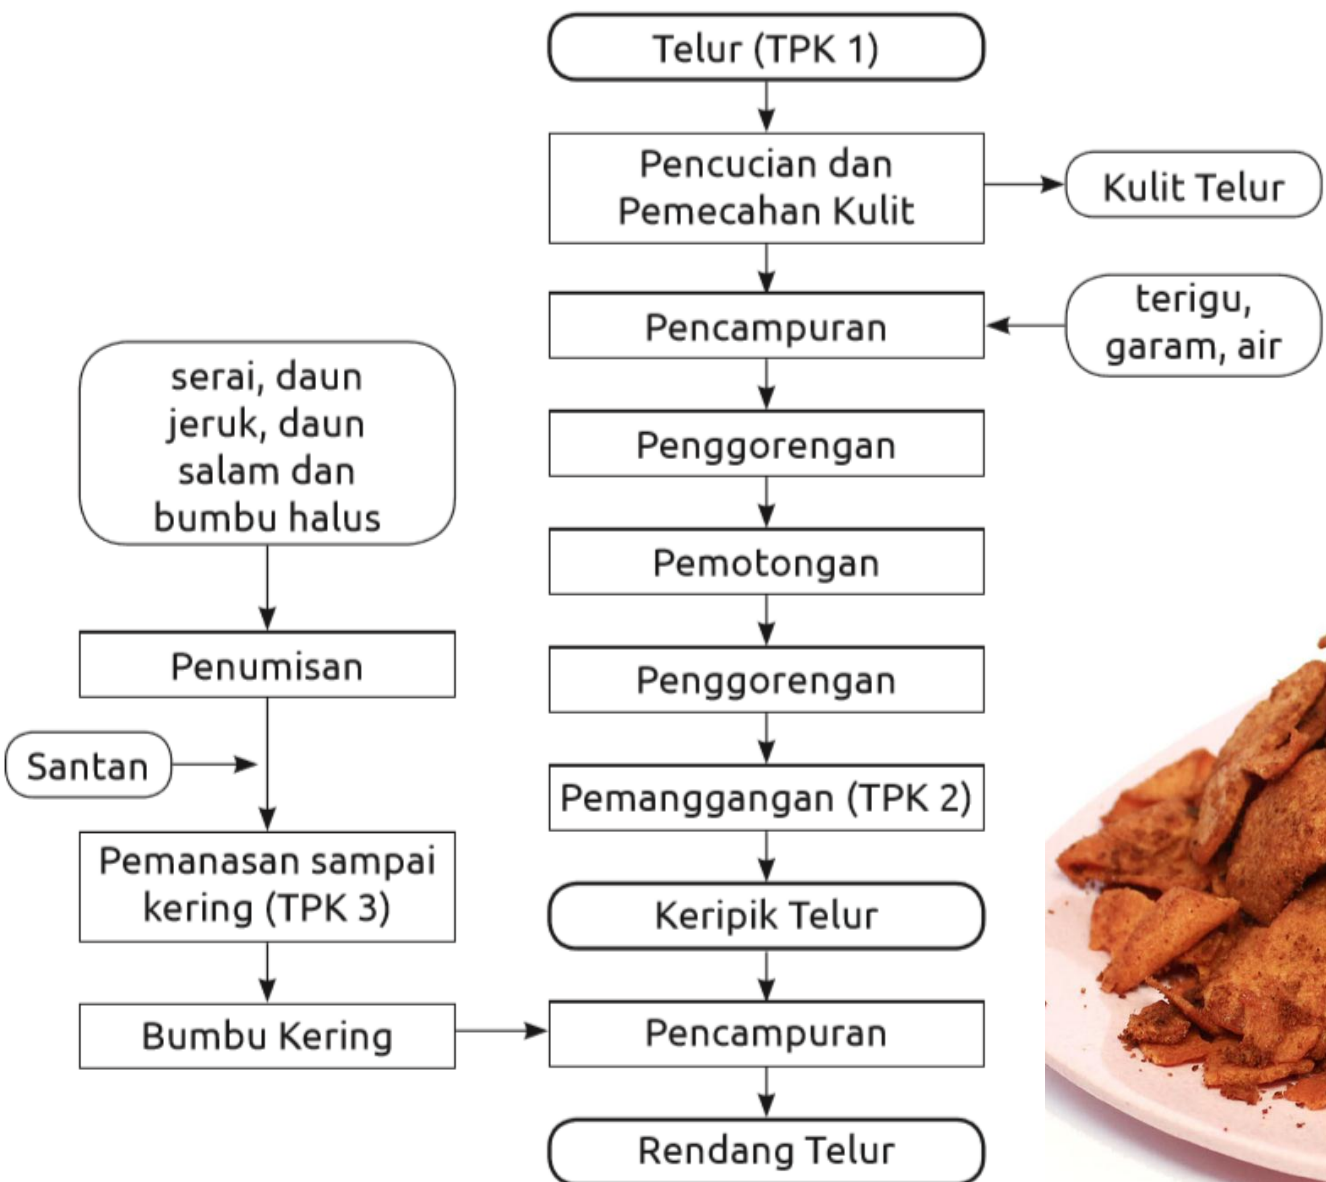 Telur (TPK 1)
Pencucian dan
Pemecahan Kulit
Kulit Telur
Pencampuran
terigu,
garam, air
Penggorengan
Pemotongan
Penggorengan
Pemanggangan (TPK 2)
Keripik Telur
serai, daun
jeruk, daun
salam dan
bumbu halus
Penumisan
Santan
Pemanasan sampai
kering (TPK 3)
Bumbu Kering
Pencampuran
Rendang Telur